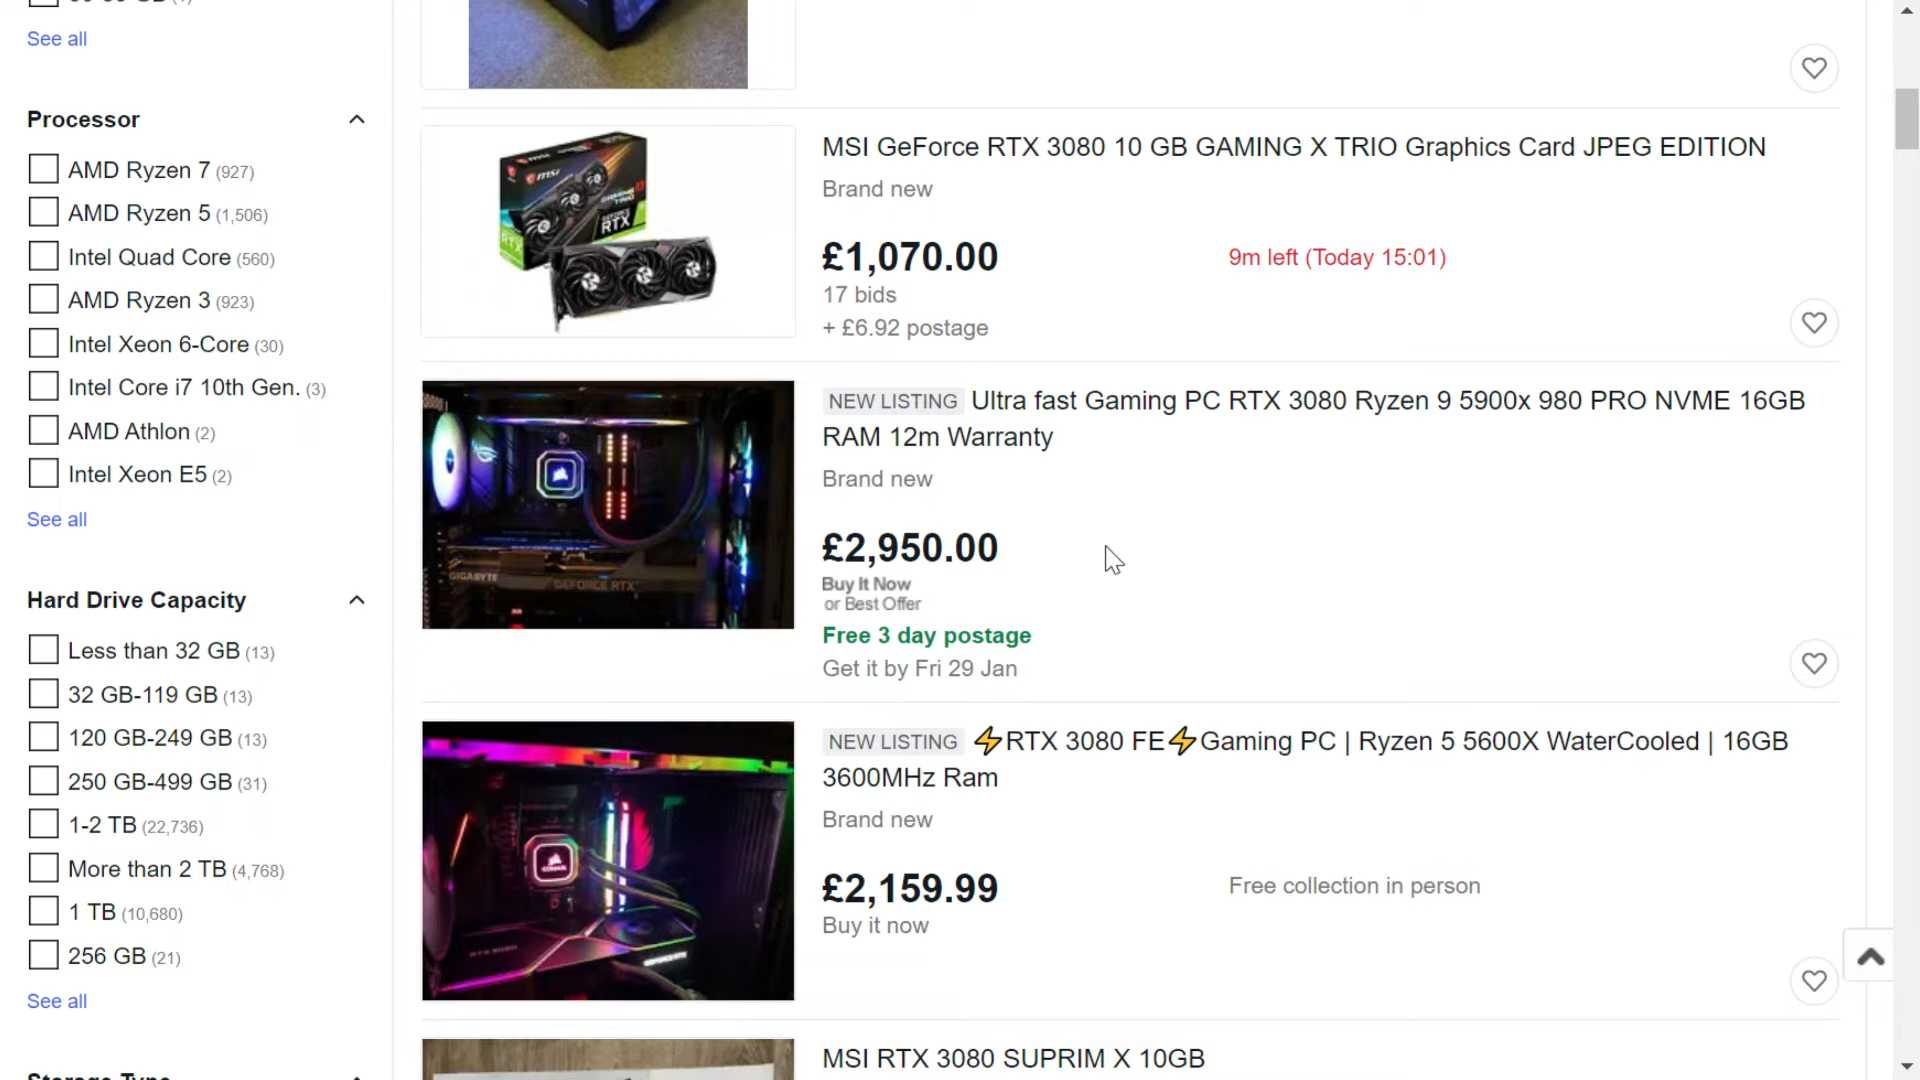 See all
Processor
AMD Ryzen 7 (927)
AMD Ryzen 5 (1,506)
Intel Quad Core (560)
AMD Ryzen 3 (923)
Intel Xeon 6-Core (30)
Intel Core i7 10th Gen. (3)
AMD Athlon (2)
Intel Xeon E5 (2)
See all
Hard Drive Capacity
Less than 32 GB (13)
32 GB-119 GB (13)
120 GB-249 GB (13)
250 GB-499 GB (31)
1-2 TB (22,736)
More than 2 TB (4,768)
1 TB (10,680)
256 GB (21)
See all
Storage Type
MSI GeForce RTX 3080 10 GB GAMING X TRIO Graphics Card JPEG EDITION
Brand new
£1,070.00
9m left (Today 15:01)
17 bids
+ £6.92 postage
msi
RTX
NEW LISTING Ultra fast Gaming PC RTX 3080 Ryzen 9 5900x 980 PRO NVME 16GB
RAM 12m Warranty
Brand new
£2,950.00
Buy It Now
or Best Offer
Free 3 day postage
Get it by Fri 29 Jan
GIGABYTE
GEFORCE RTX
NEW LISTING ⚡RTX 3080 FE⚡Gaming PC | Ryzen 5 5600X WaterCooled | 16GB
3600MHz Ram
Brand new
£2,159.99
Free collection in person
Buy it now
GEFORCE RTX
MSI RTX 3080 SUPRIM X 10GB